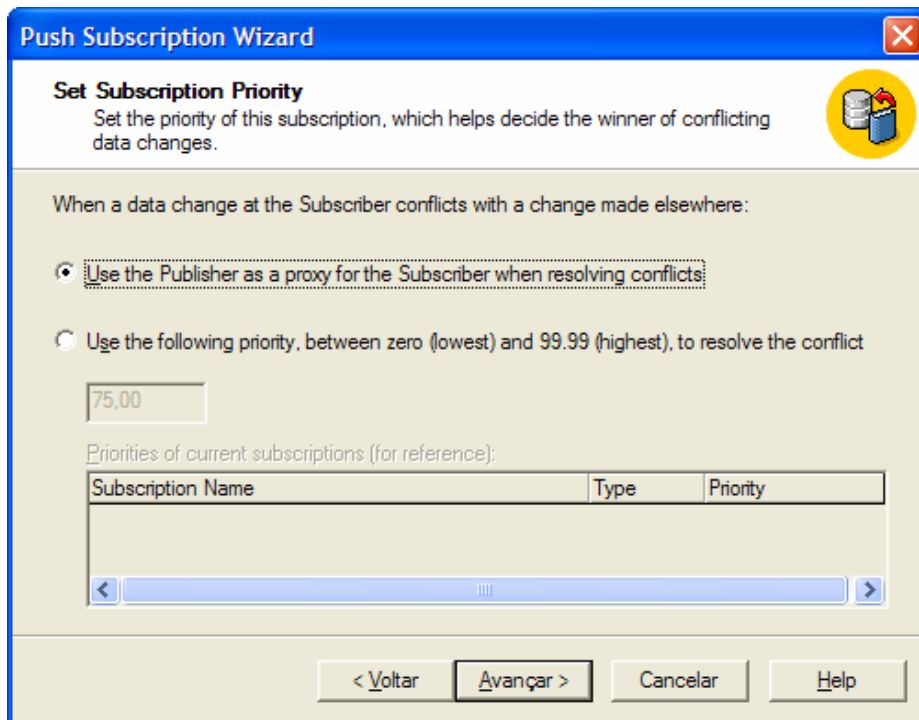 Push Subscription Wizard
Set Subscription Priority
Set the priority of this subscription, which helps decide the winner of conflicting
data changes.
When a data change at the Subscriber conflicts with a change made elsewhere:
Use the Publisher as a proxy for the Subscriber when resolving conflicts
Use the following priority, between zero (lowest) and 99.99 (highest), to resolve the conflict
75,00
Priorities of current subscriptions (for reference):
Subscription Name Type Priority
< Voltar Avançar > Cancelar Help